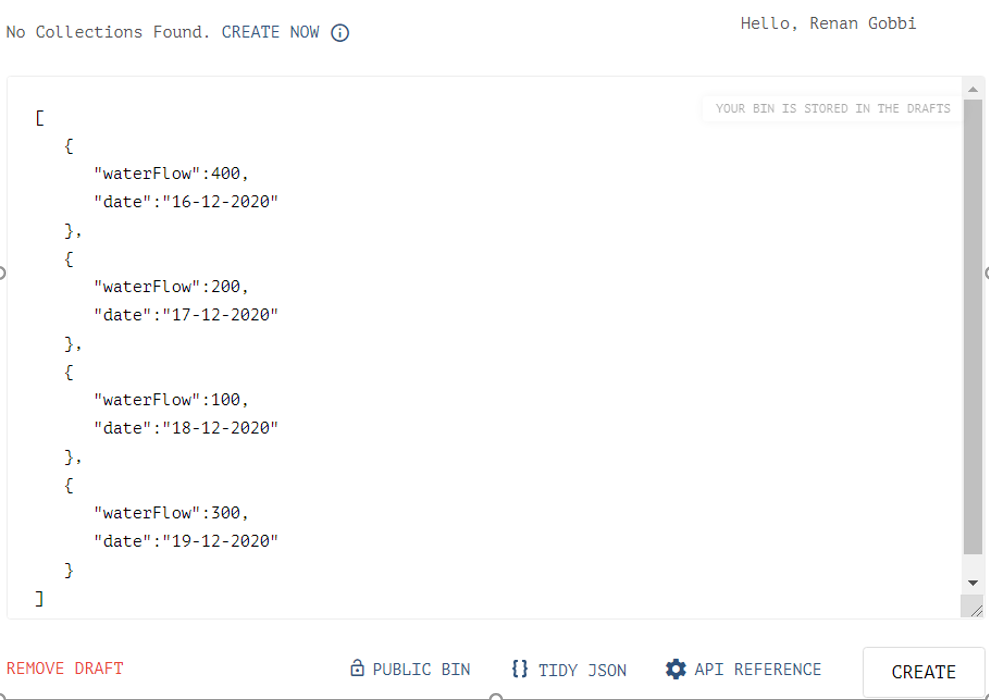 No Collections Found. CREATE NOW
Hello, Renan Gobbi
YOUR BIN IS STORED IN THE DRAFTS
[
{
"waterFlow":400,
"date":"16-12-2020"
},
{
"waterFlow":200,
"date":"17-12-2020"
},
{
"waterFlow":100,
"date":"18-12-2020"
},
{
"waterFlow":300,
"date":"19-12-2020"
}
]
REMOVE DRAFT
PUBLIC BIN
{} TIDY JSON
API REFERENCE
CREATE